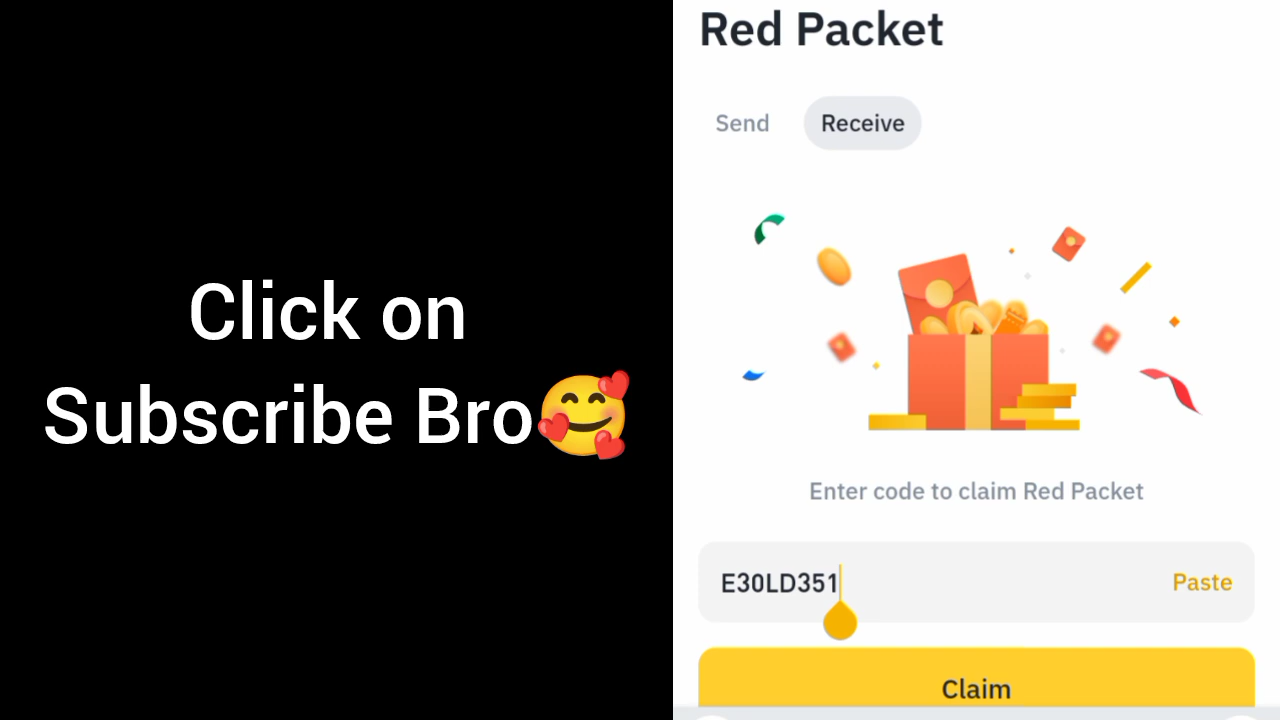 Click on
Subscribe Bro🥰
Red Packet
Send
Receive
Enter code to claim Red Packet
E30LD351
Paste
Claim